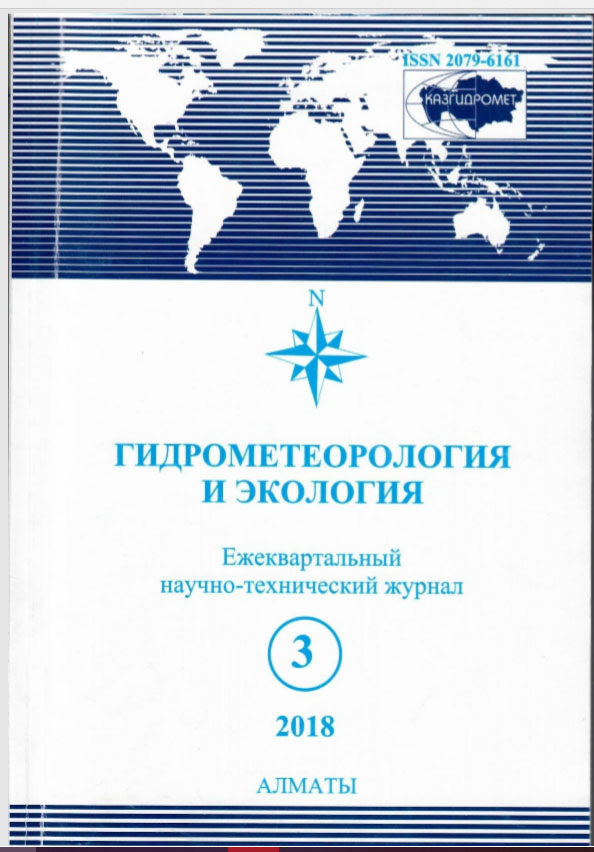 ISSN 2079-6161
КАЗГИДРОМЕТ
N
ГИДРОМЕТЕОРОЛОГИЯ
И ЭКОЛОГИЯ
Ежеквартальный
научно-технический журнал
3
2018
АЛМАТЫ